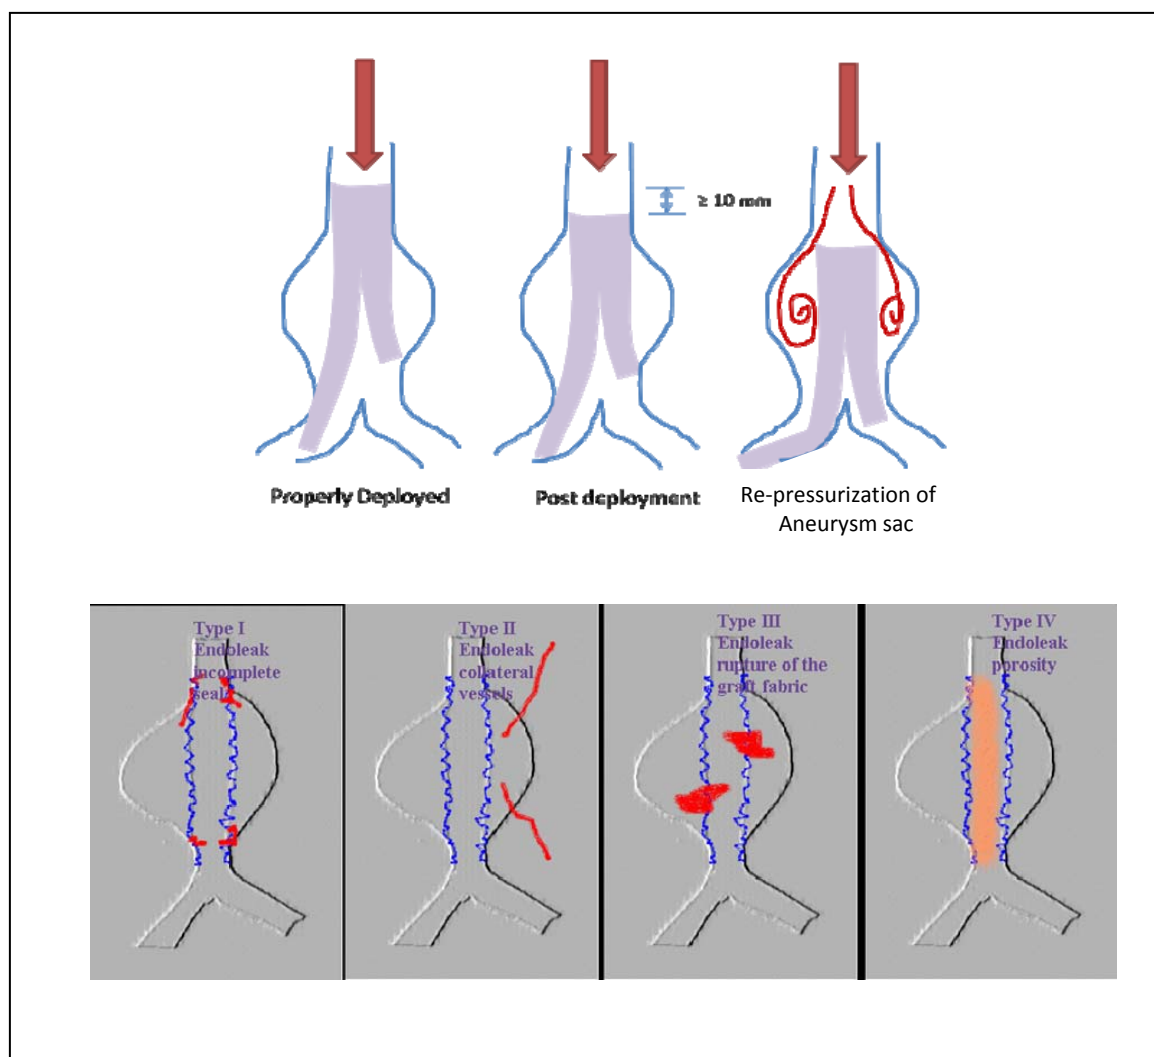 ≥ 10 mm
Properly Deployed
Post deployment
Re-pressurization of
Aneurysm sac
Type I
Endoleak
incomplete
seals
Type II
Endoleak
collateral
vessels
Type III
Endoleak
rupture of the
graft fabric
Type IV
Endoleak
porosity